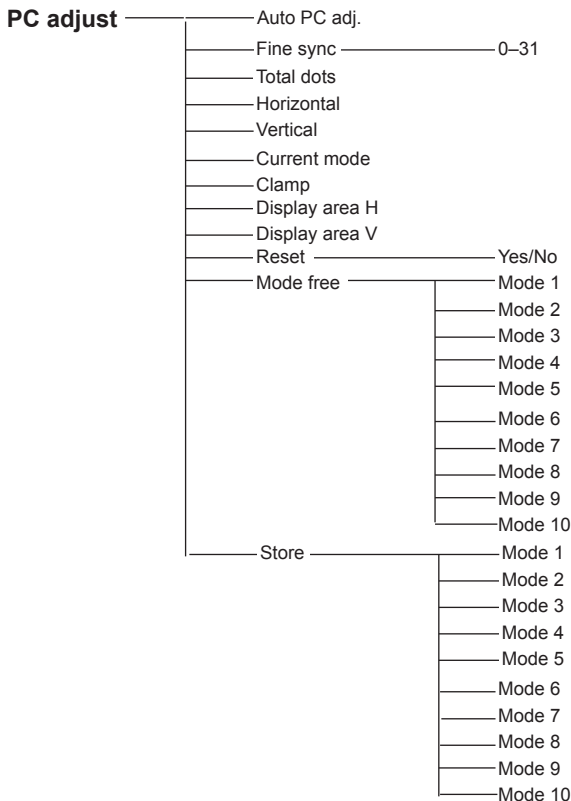 PC adjust Auto PC adj.
Fine sync 0–31
Total dots
Horizontal
Vertical
Current mode
Clamp
Display area H
Display area V
Reset Yes/No
Mode free Mode 1
Mode 2
Mode 3
Mode 4
Mode 5
Mode 6
Mode 7
Mode 8
Mode 9
Mode 10
Store Mode 1
Mode 2
Mode 3
Mode 4
Mode 5
Mode 6
Mode 7
Mode 8
Mode 9
Mode 10